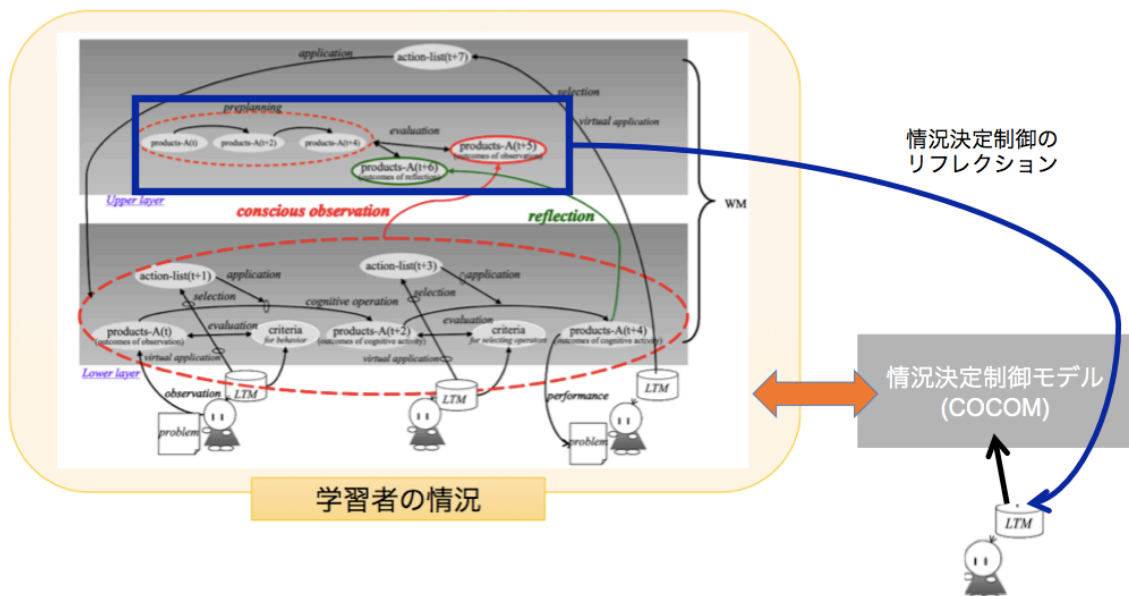 application
action-list(t+7)
selection
virtual application
preplanning
products-A(t)
products-A(t+2)
products-A(t+4)
evaluation
products-A(t+5)
(outcomes of observation)
products-A(t+6)
(outcomes of reflection)
Upper layer
conscious observation
reflection
WM
情況決定制御の
リフレクション
action-list(t+1)
application
action-list(t+3)
application
selection
cognitive operation
selection
products-A(t)
(outcomes of observation)
evaluation
criteria
for behavior
products-A(t+2)
(outcomes of cognitive activity)
evaluation
criteria
for selecting operators
products-A(t+4)
(outcomes of cognitive activity)
virtual application
virtual application
Lower layer
observation
LTM
LTM
performance
LTM
problem
problem
情況決定制御モデル
(COCOM)
学習者の情況
LTM